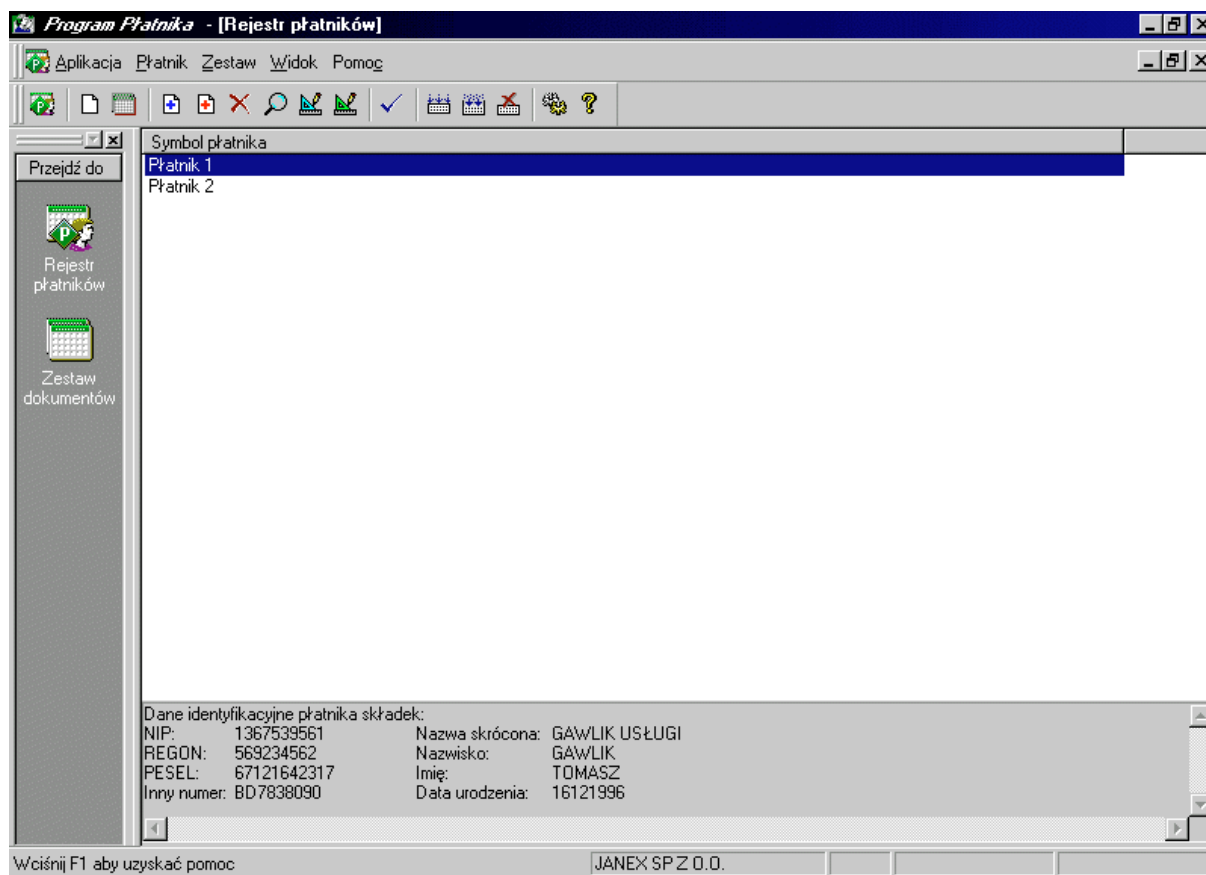 Program Płatnika - [Rejestr płatników]
Aplikacja Płatnik Zestaw Widok Pomoc
Przejdź do
Rejestr
płatników
Zestaw
dokumentów
Symbol płatnika
Płatnik 1
Płatnik 2
Dane identyfikacyjne płatnika składek:
NIP: 1367539561 Nazwa skrócona: GAWLIK USŁUGI
REGON: 569234562 Nazwisko: GAWLIK
PESEL: 67121642317 Imię: TOMASZ
Inny numer: BD7838090 Data urodzenia: 16121996
Wciśnij F1 aby uzyskać pomoc JANEX SP Z O.O.